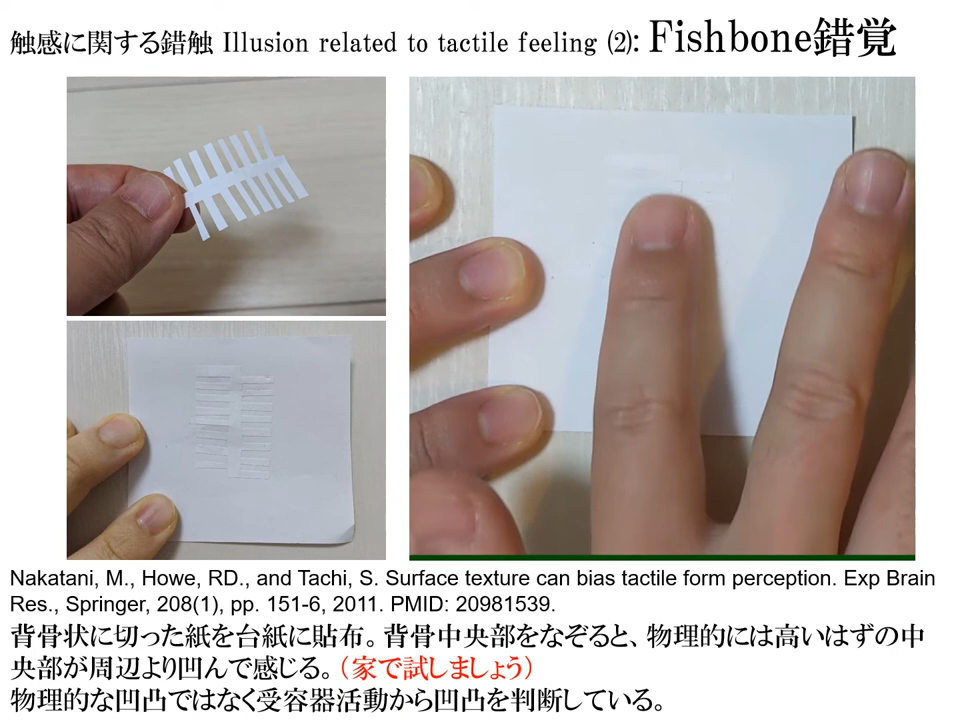 触感に関する錯触 Illusion related to tactile feeling (2): Fishbone錯覚
Nakatani, M., Howe, RD., and Tachi, S. Surface texture can bias tactile form perception. Exp Brain
Res., Springer, 208(1), pp. 151-6, 2011. PMID: 20981539.
背骨状に切った紙を台紙に貼布。背骨中央部をなぞると、物理的には高いはずの中
央部が周辺より凹んで感じる。（家で試しましょう）
物理的な凹凸ではなく受容器活動から凹凸を判断している。